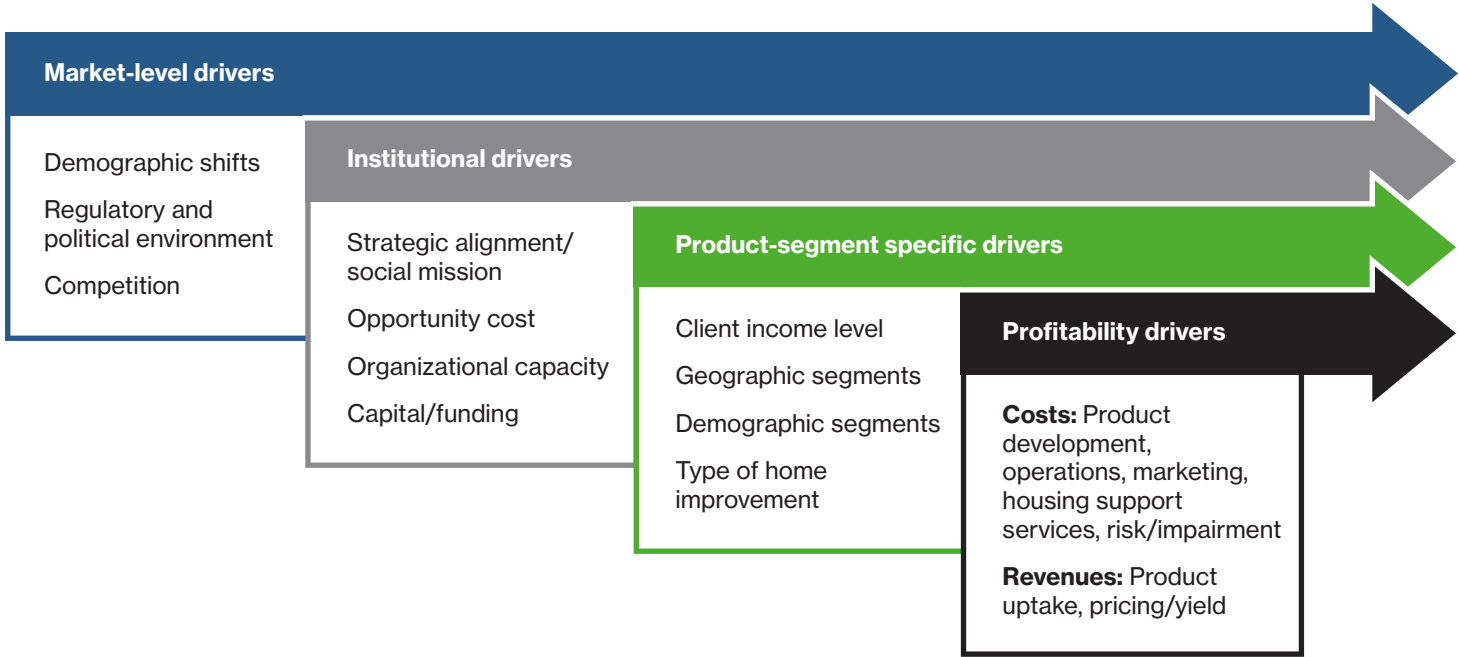 Market-level drivers
Demographic shifts
Regulatory and
political environment
Competition
Institutional drivers
Strategic alignment/
social mission
Opportunity cost
Organizational capacity
Capital/funding
Product-segment specific drivers
Client income level
Geographic segments
Demographic segments
Type of home
improvement
Profitability drivers
Costs: Product
development,
operations, marketing,
housing support
services, risk/impairment
Revenues: Product
uptake, pricing/yield